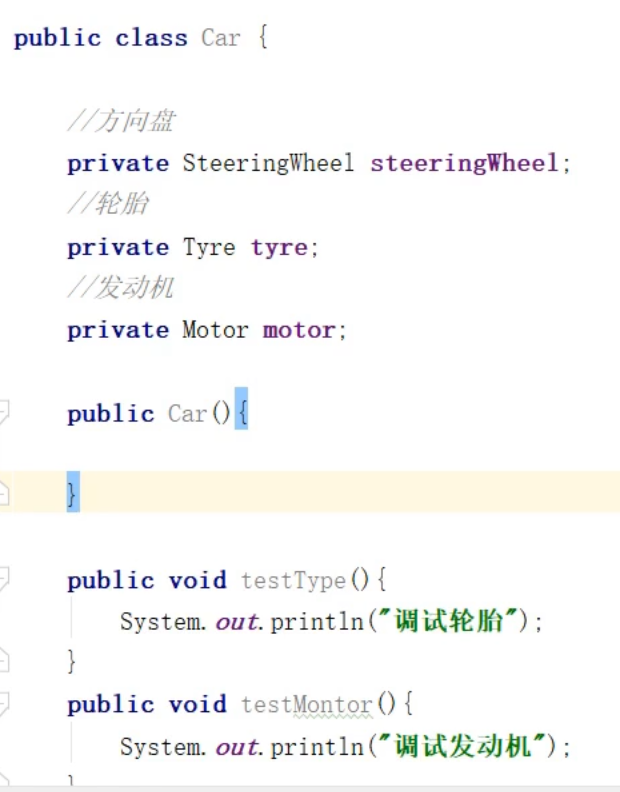 public class Car {
//方向盘
private SteeringWheel steeringWheel;
//轮胎
private Tyre tyre;
//发动机
private Motor motor;
public Car(){
}
public void testType(){
System.out.println("调试轮胎");
}
public void testMontor(){
System.out.println("调试发动机");
}